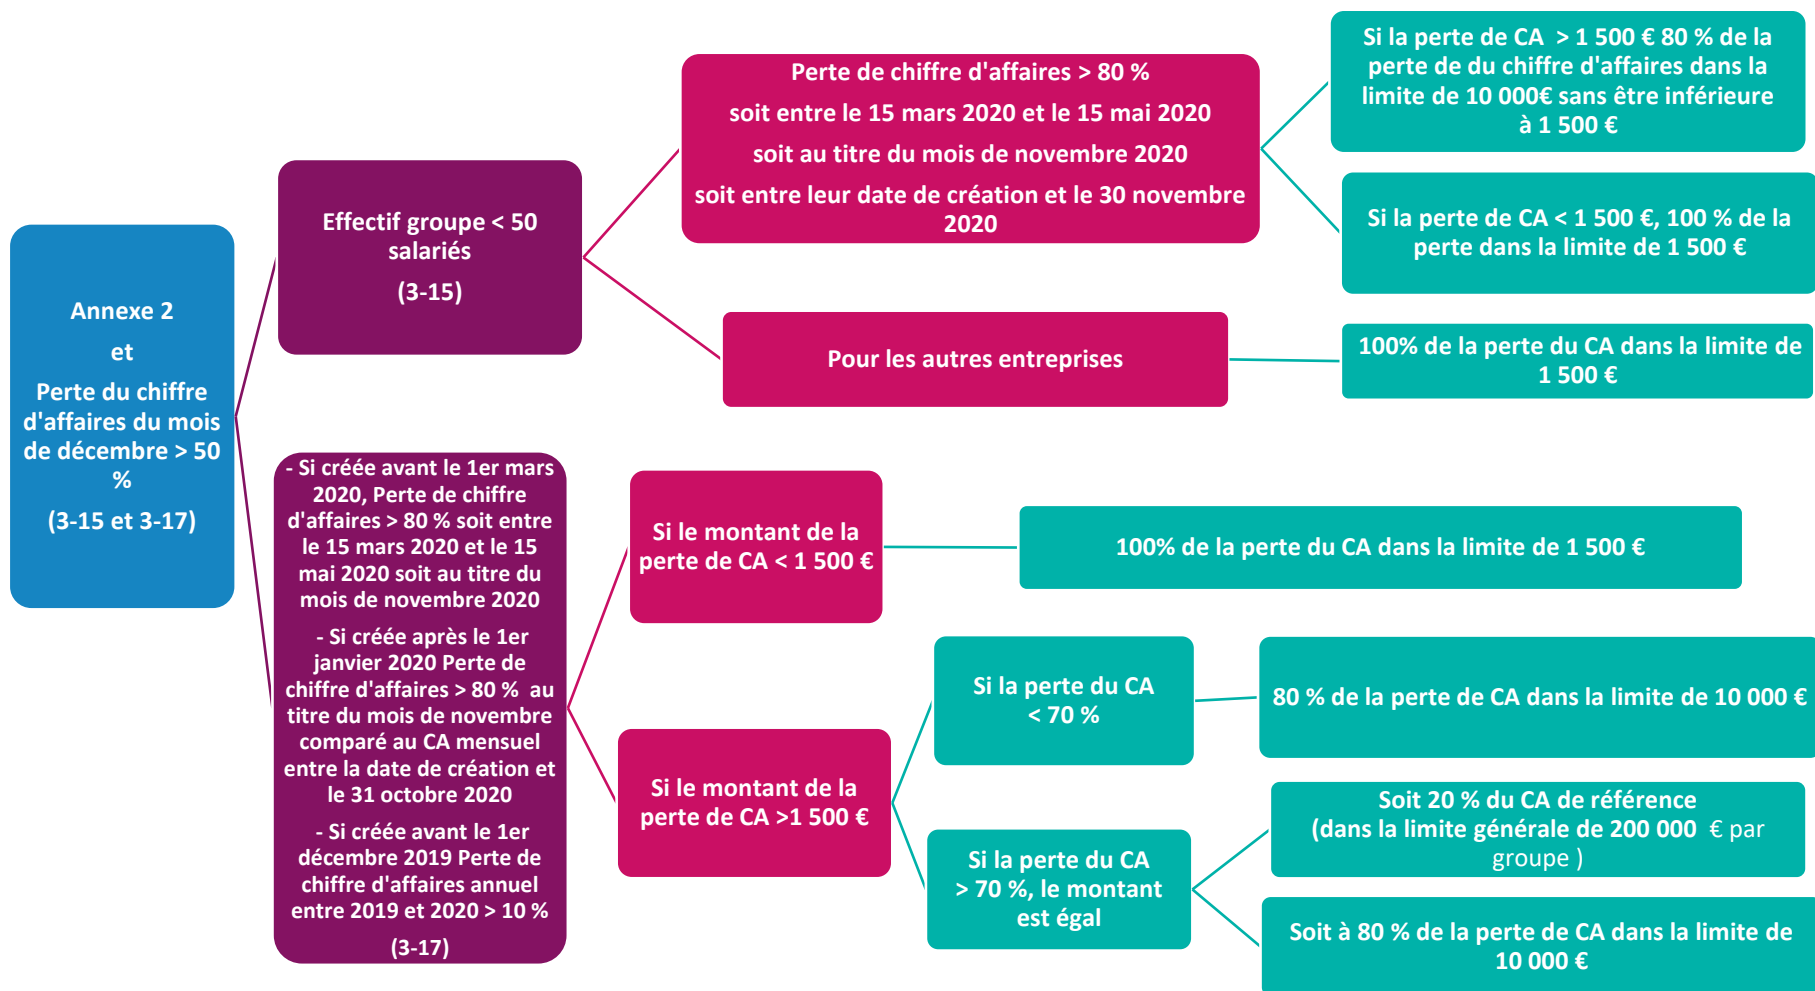 Annexe 2
et
Perte du chiffre
d'affaires du mois
de décembre > 50
%
(3-15 et 3-17)
Effectif groupe < 50
salariés
(3-15)
Perte de chiffre d'affaires > 80 %
soit entre le 15 mars 2020 et le 15 mai 2020
soit au titre du mois de novembre 2020
soit entre leur date de création et le 30 novembre
2020
Si la perte de CA > 1 500 € 80 % de la
perte de du chiffre d'affaires dans la
limite de 10 000€ sans être inférieure
à 1 500 €
Si la perte de CA < 1 500 €, 100 % de la
perte dans la limite de 1 500 €
Pour les autres entreprises
100% de la perte du CA dans la limite de
1 500 €
- Si créée avant le 1er mars
2020, Perte de chiffre
d'affaires > 80 % soit entre
le 15 mars 2020 et le 15
mai 2020 soit au titre du
mois de novembre 2020
- Si créée après le 1er
janvier 2020 Perte de
chiffre d'affaires > 80 % au
titre du mois de novembre
comparé au CA mensuel
entre la date de création et
le 31 octobre 2020
- Si créée avant le 1er
décembre 2019 Perte de
chiffre d'affaires annuel
entre 2019 et 2020 > 10 %
(3-17)
Si le montant de la
perte de CA < 1 500 €
100% de la perte du CA dans la limite de 1 500 €
Si le montant de la
perte de CA >1 500 €
Si la perte du CA
< 70 %
80 % de la perte de CA dans la limite de 10 000 €
Si la perte du CA
> 70 %, le montant
est égal
Soit 20 % du CA de référence
(dans la limite générale de 200 000 € par
groupe )
Soit à 80 % de la perte de CA dans la limite de
10 000 €